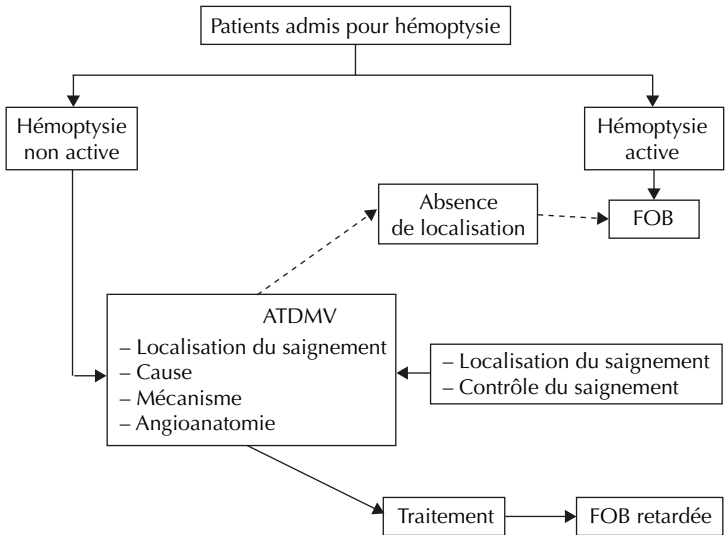 Patients admis pour hémoptysie
Hémoptysie
non active
Hémoptysie
active
Absence
de localisation
FOB
ATDMV
– Localisation du saignement
– Cause
– Mécanisme
– Angioanatomie
– Localisation du saignement
– Contrôle du saignement
Traitement
FOB retardée